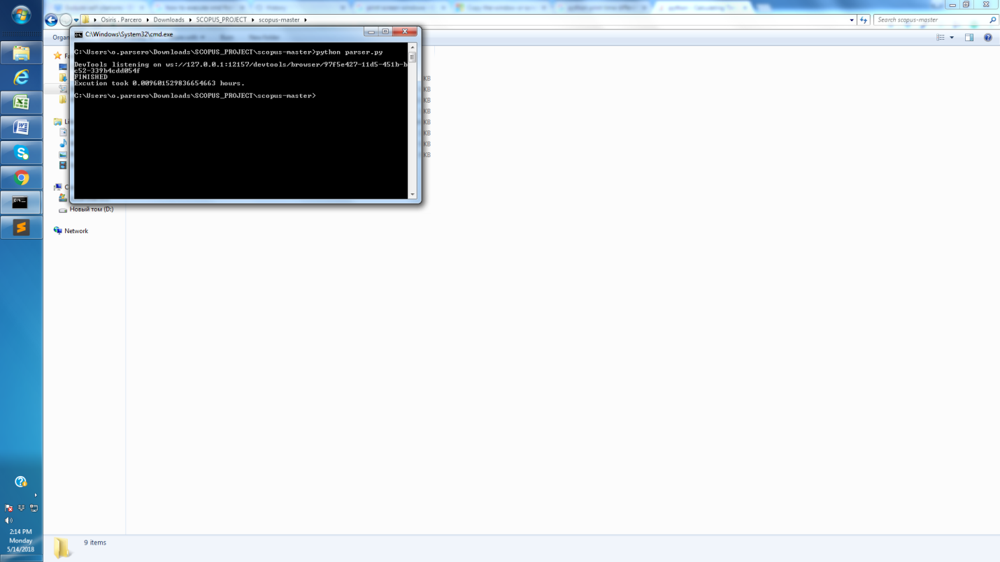 Osiris . Parcero ▸ Downloads ▸ SCOPUS_PROJECT ▸ scopus-master ▸
Search scopus-master
C:\Windows\System32\cmd.exe
C:\Users\o.parsero\Downloads\SCOPUS_PROJECT\scopus-master>python parser.py
DevTools listening on ws://127.0.0.1:12157/devtools/browser/97f5e427-11d5-451b-b
c52-339b4cdd054f
FINISHED
Excution took 0.009601529836654663 hours.
C:\Users\o.parsero\Downloads\SCOPUS_PROJECT\scopus-master>
KB
KB
KB
KB
KB
KB
KB
KB
Новый том (D:)
Network
2:14 PM
Monday
5/14/2018
9 items